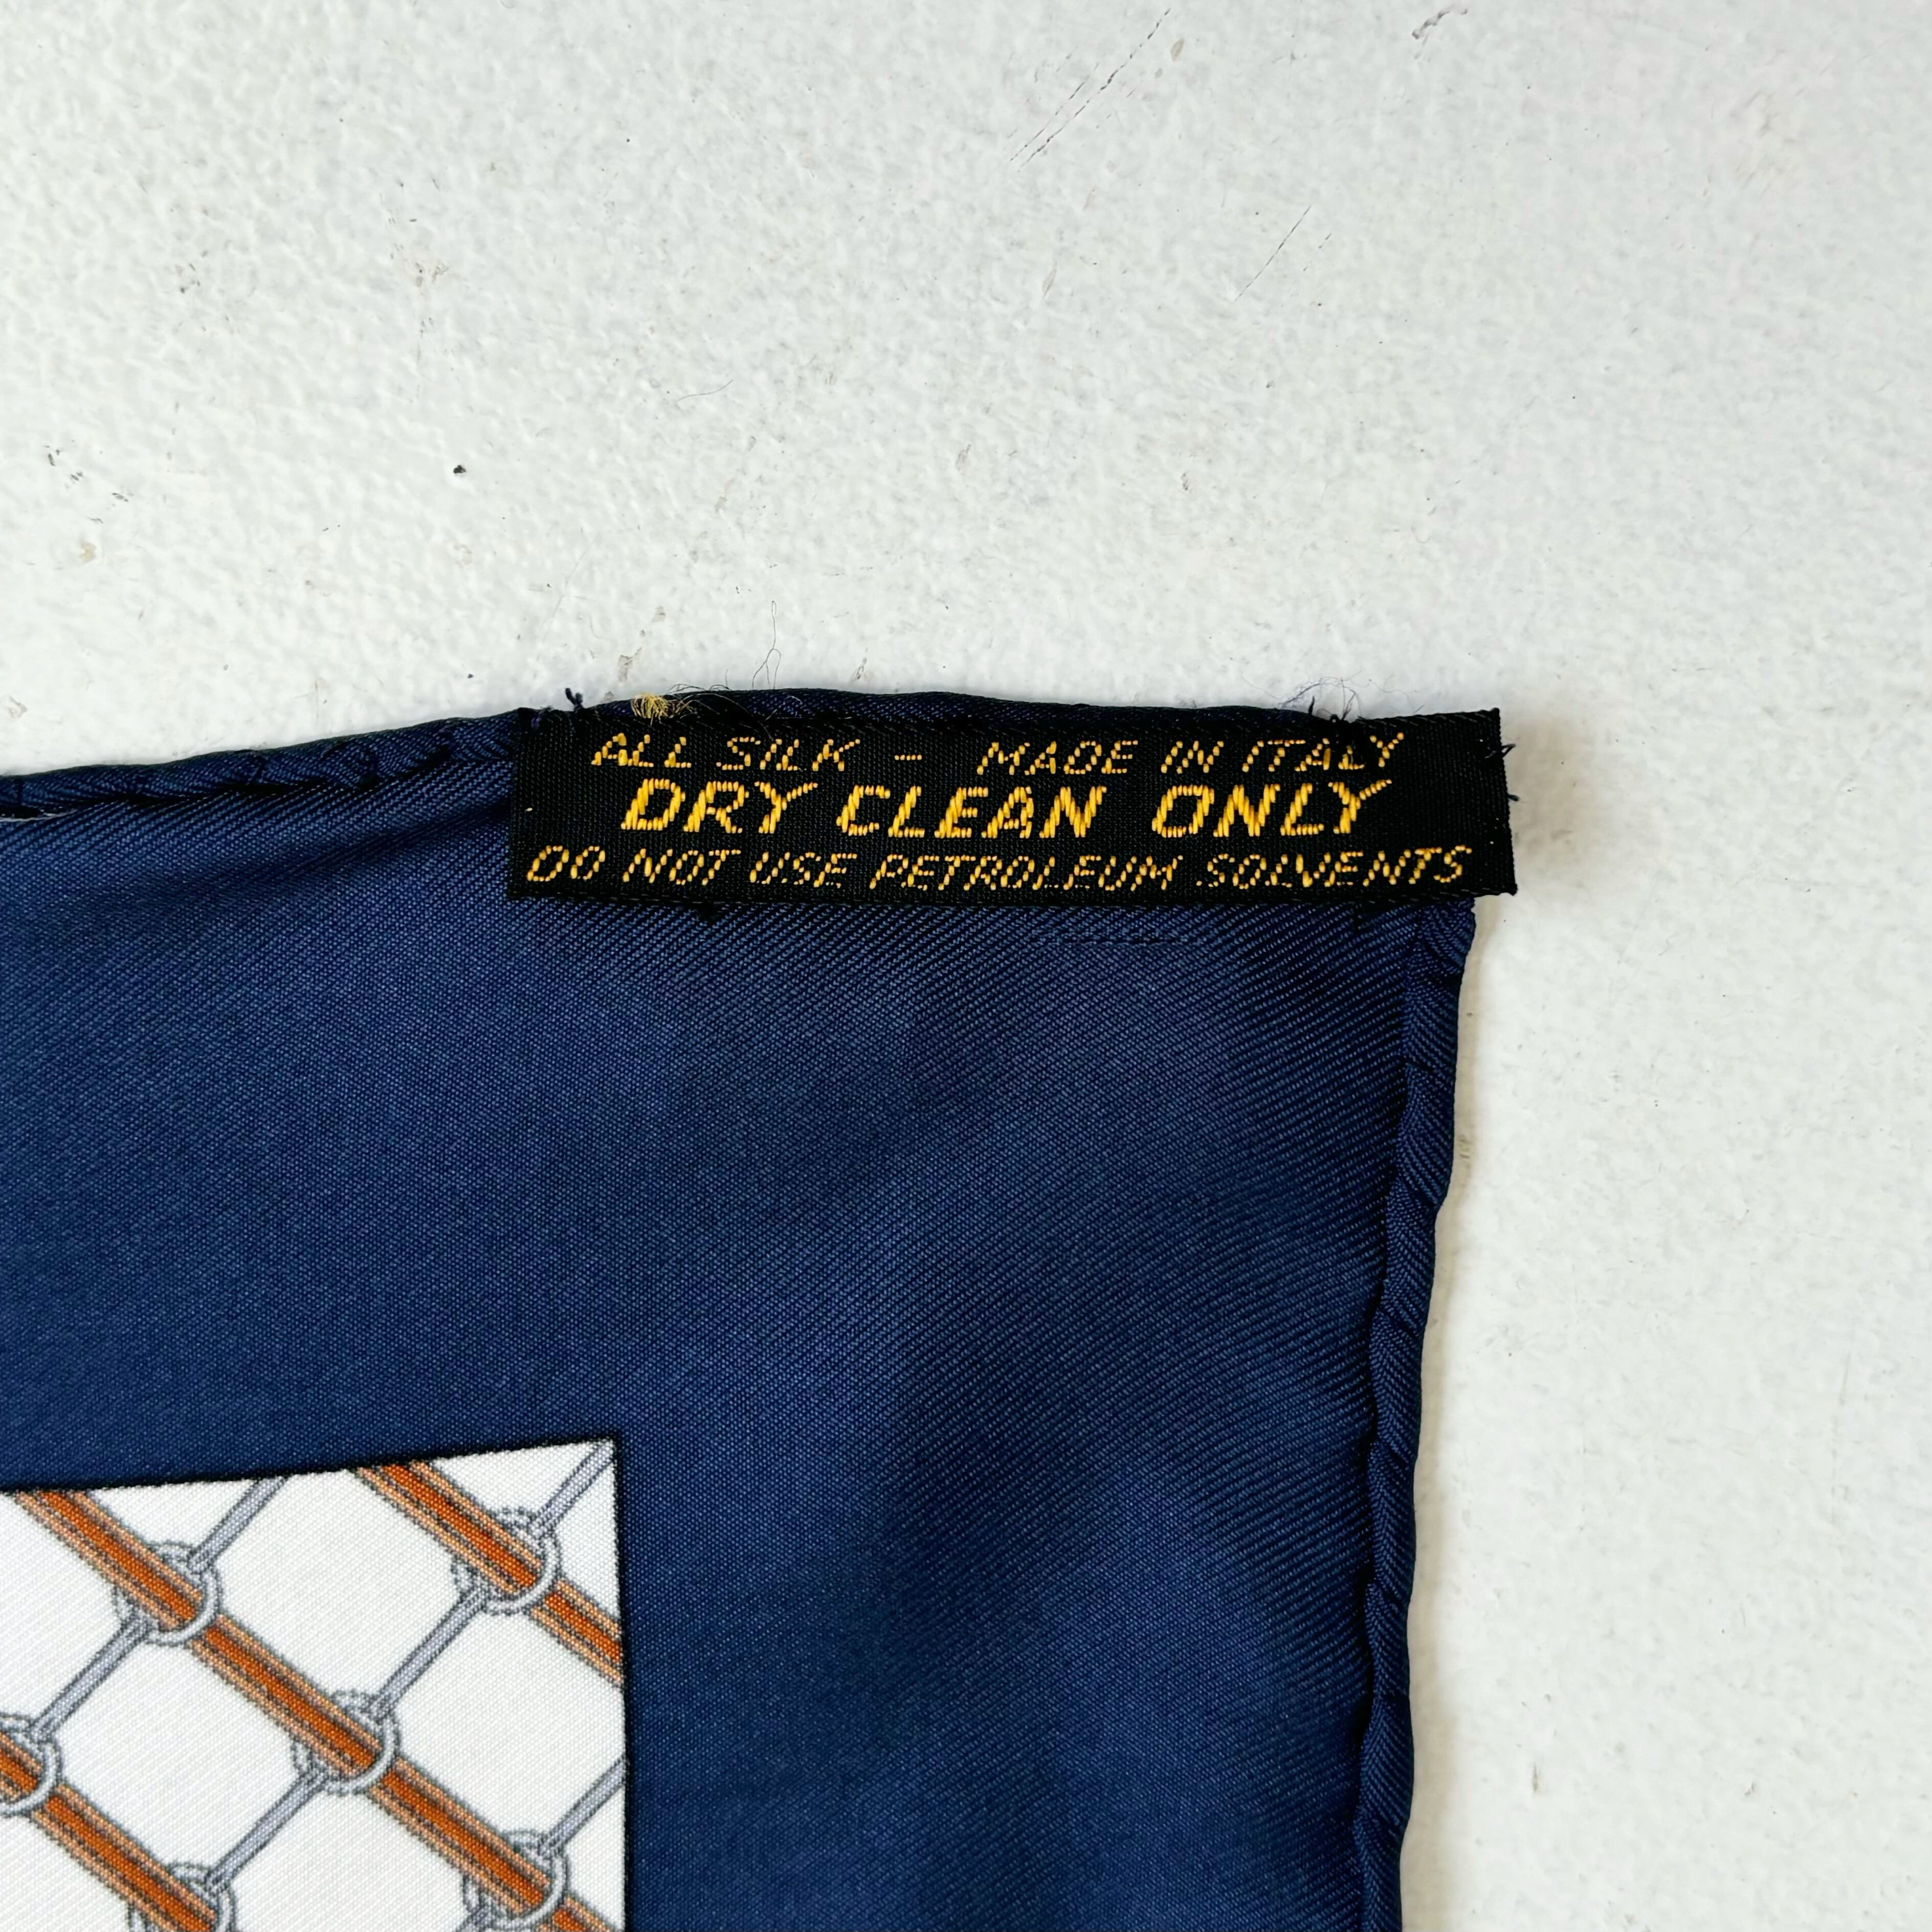 ALL SILK - MADE IN ITALY
DRY CLEAN ONLY
DO NOT USE PETROLEUM SOLVENTS